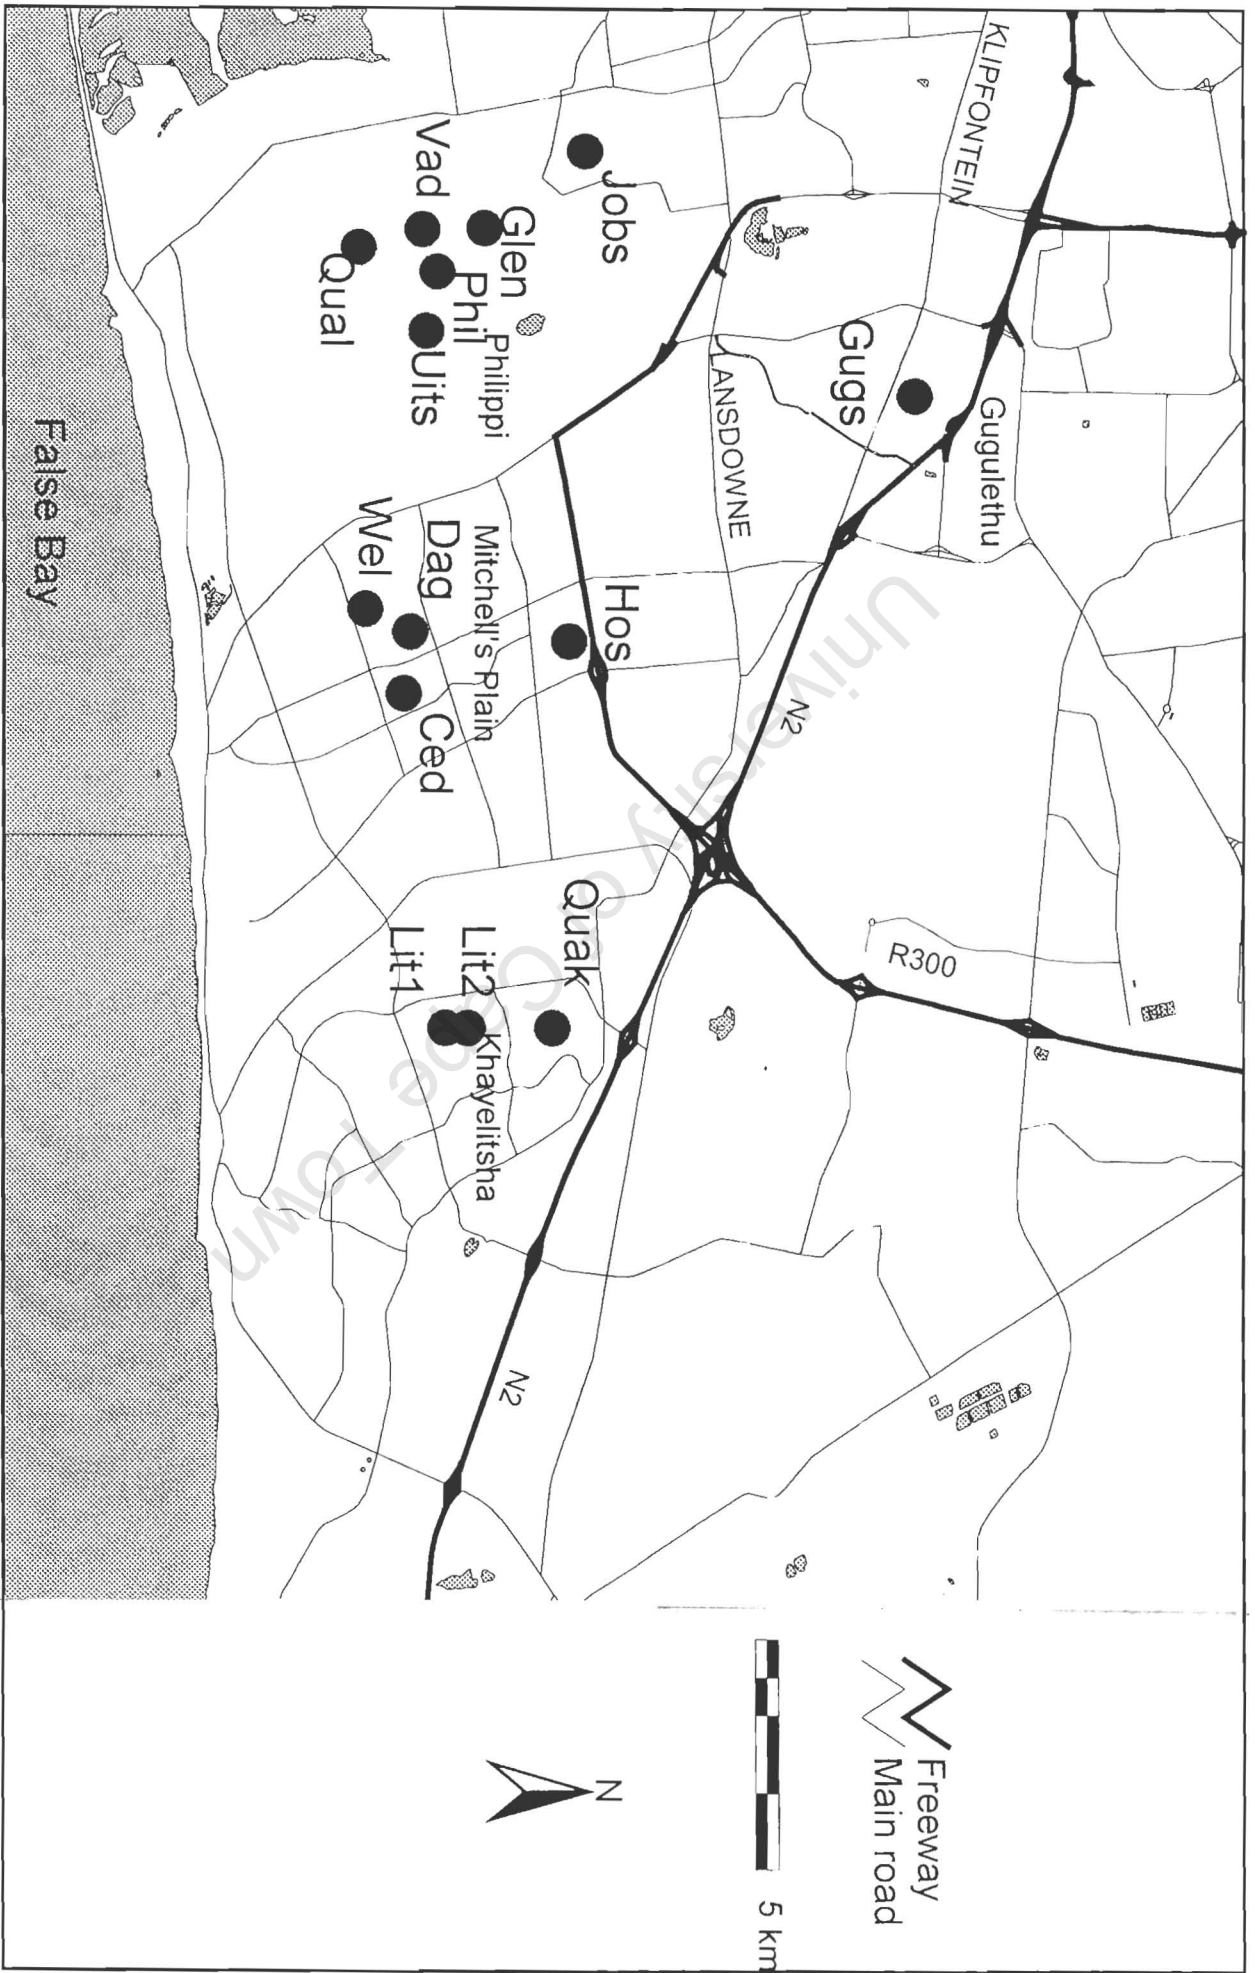 KLIPFONTEIN
Jobs
Vad
Glen
Phil
Qual
Uits
Philippi
Gugs
Gugulethu
LANSDOWNE
False Bay
Wel
Dag
Mitchell's Plain
Ced
Hos
N2
Quak
Lit2
Lit1
Khayelitsha
R300
N2
University of Cape Town
Freeway
Main road
5 km
N